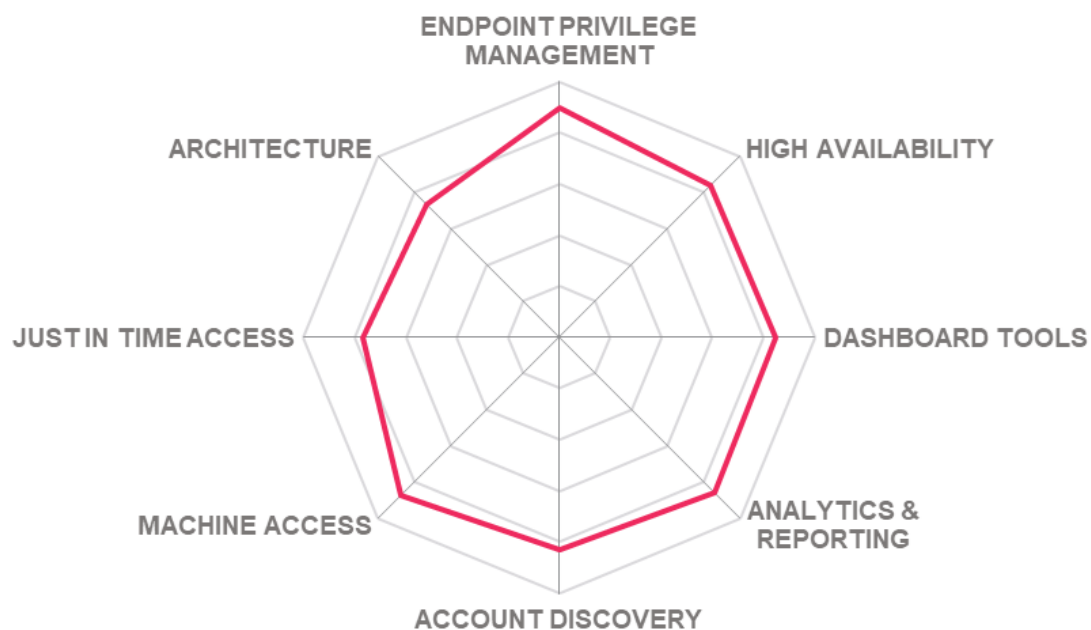 ENDPOINT PRIVILEGE
MANAGEMENT
ARCHITECTURE
HIGH AVAILABILITY
JUST IN TIME ACCESS
DASHBOARD TOOLS
MACHINE ACCESS
ANALYTICS &
REPORTING
ACCOUNT DISCOVERY